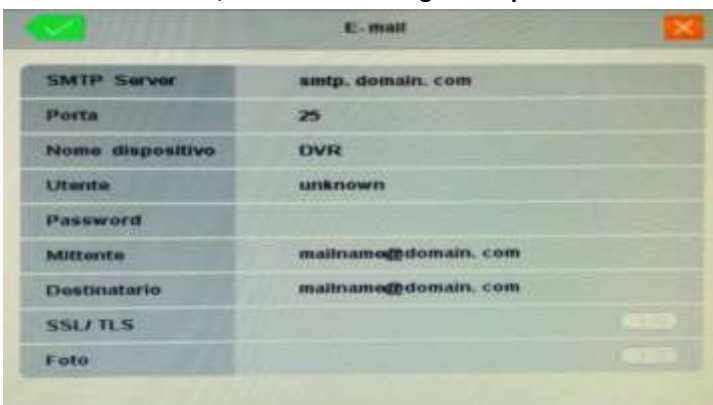 E-mail
SMTP Server smtp.domain.com
Porta 25
Nome dispositivo DVR
Utente unknown
Password
Mittente mailname@domain.com
Destinatario mailname@domain.com
SSL/TLS
Foto